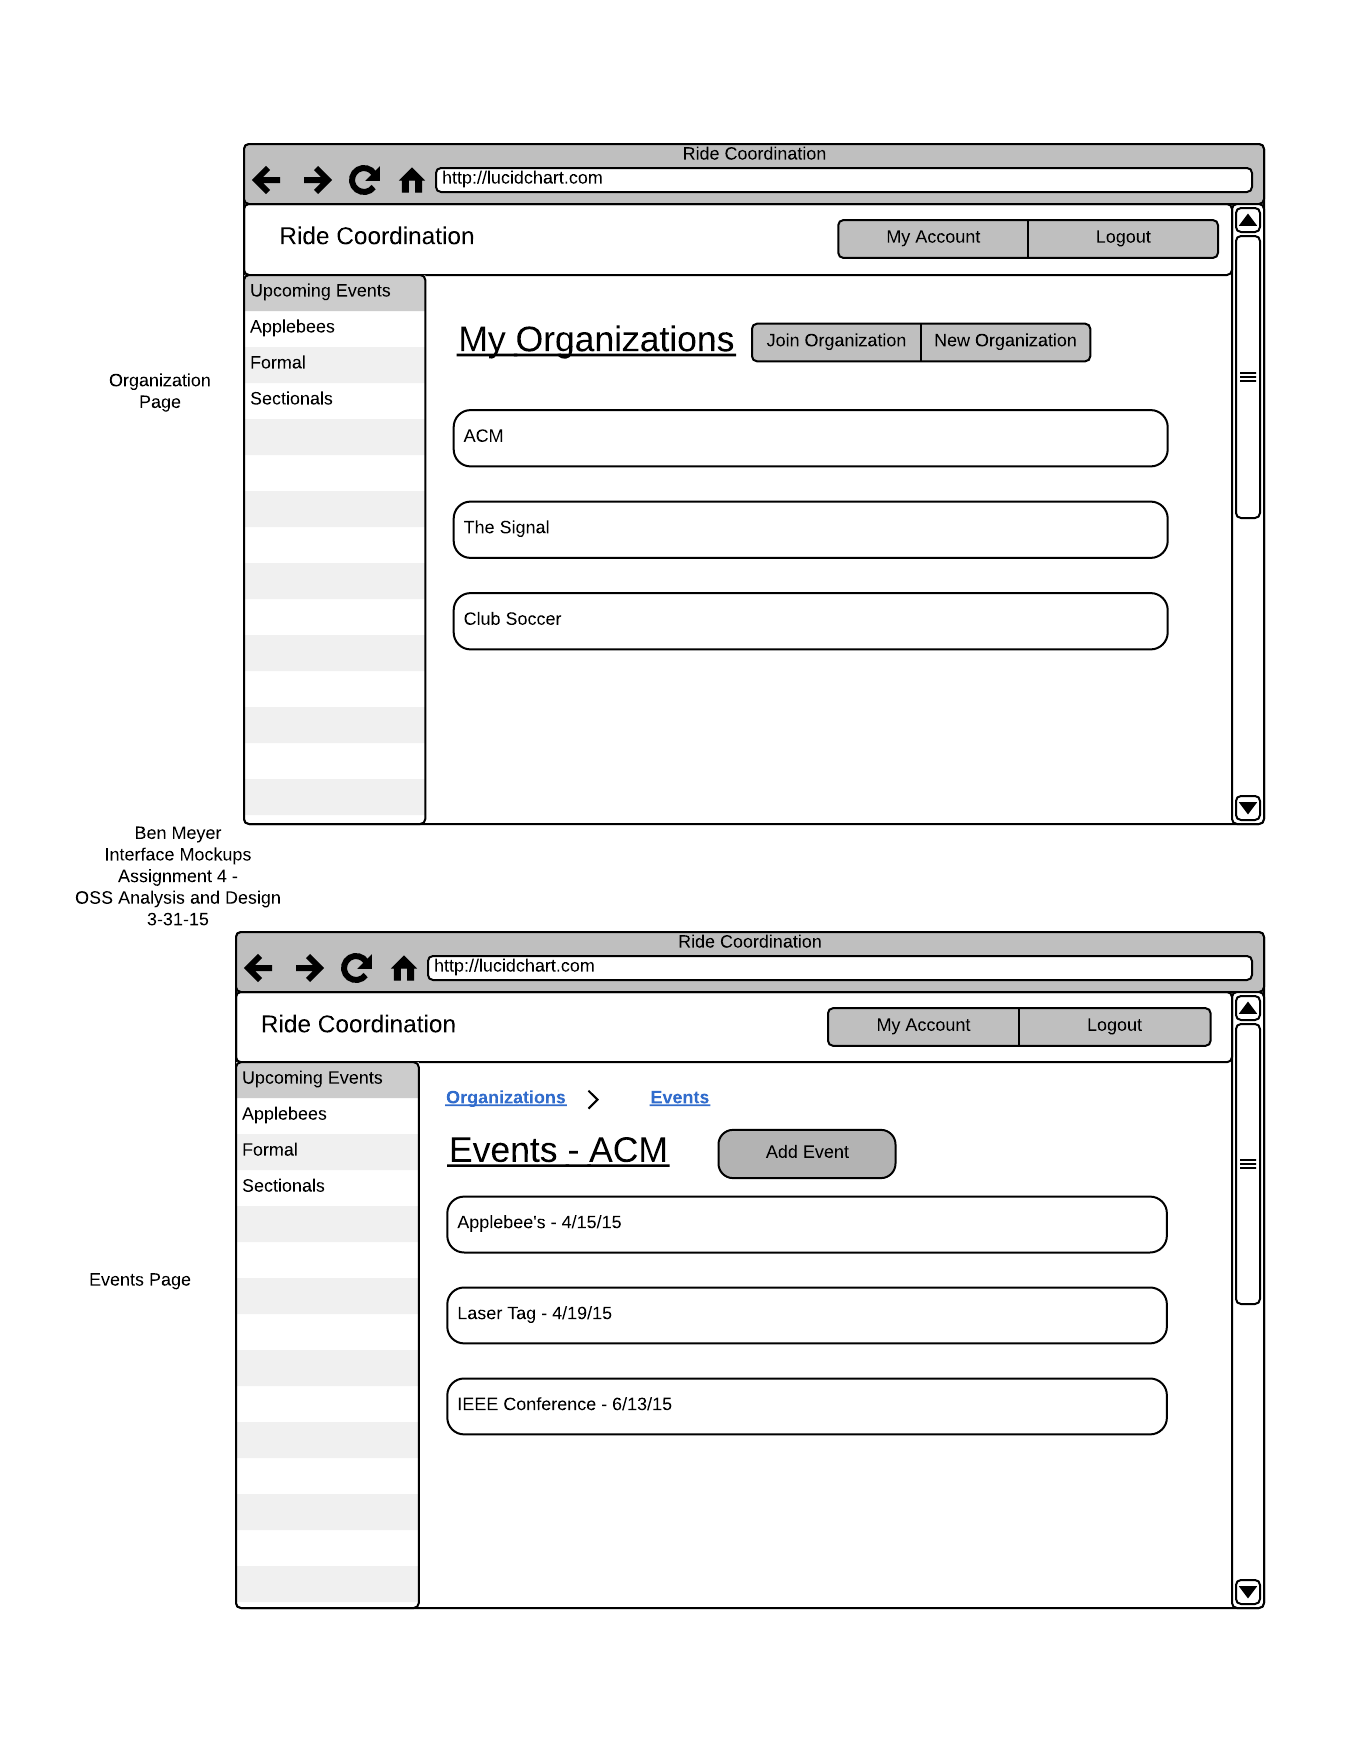 Ride Coordination
http://lucidchart.com
Ride Coordination
My Account
Logout
Upcoming Events
Applebees
Formal
Sectionals
My Organizations
Join Organization
New Organization
ACM
The Signal
Club Soccer
Organization
Page
Ben Meyer
Interface Mockups
Assignment 4 -
OSS Analysis and Design
3-31-15
Ride Coordination
http://lucidchart.com
Ride Coordination
My Account
Logout
Upcoming Events
Applebees
Formal
Sectionals
Organizations
Events
Events - ACM
Add Event
Applebee's - 4/15/15
Laser Tag - 4/19/15
IEEE Conference - 6/13/15
Events Page